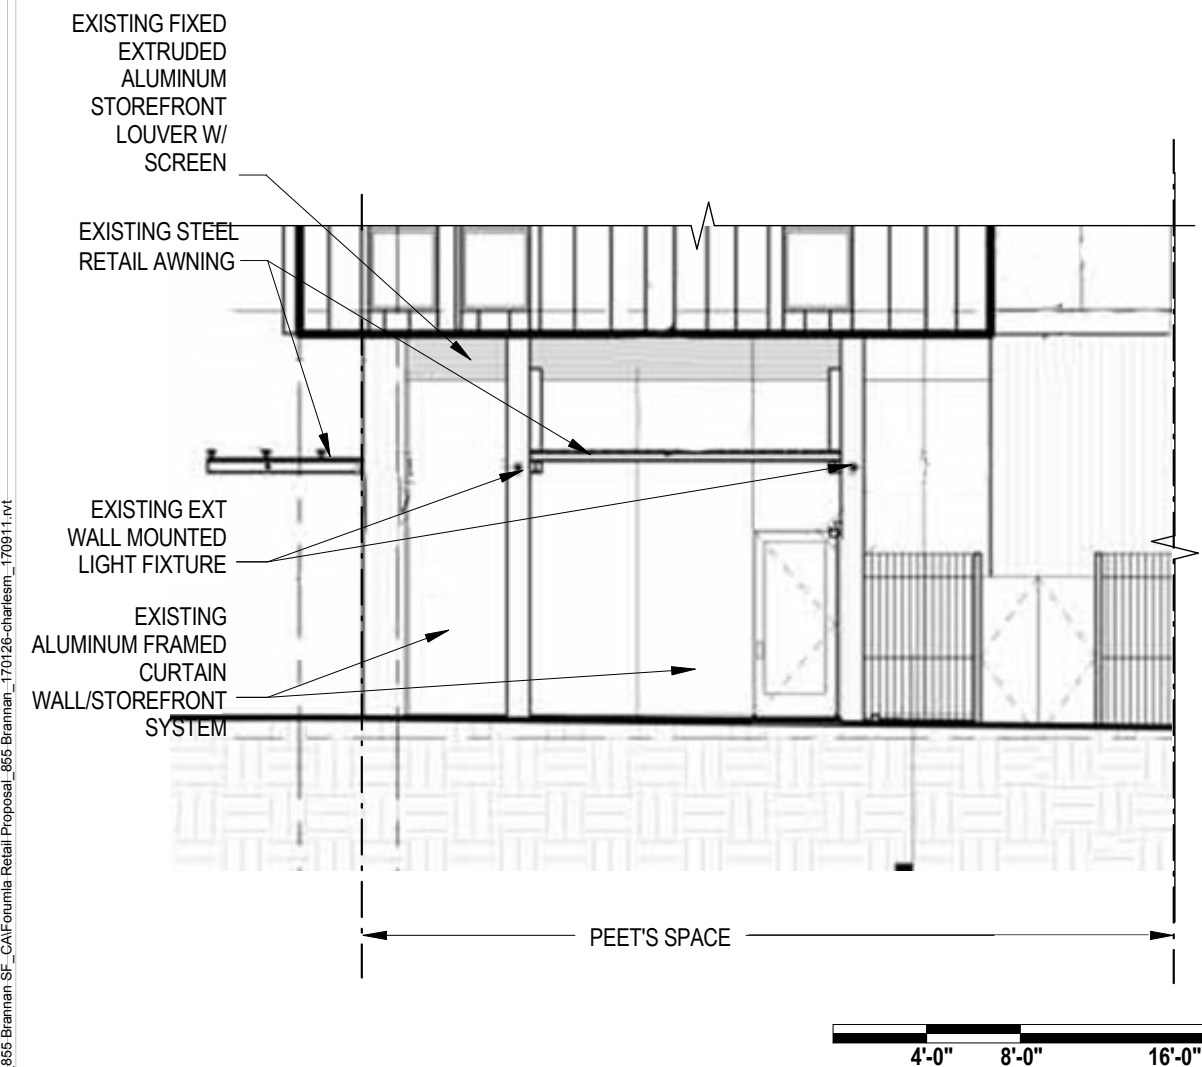 EXISTING FIXED
EXTRUDED
ALUMINUM
STOREFRONT
LOUVER W/
SCREEN
EXISTING STEEL
RETAIL AWNING
EXISTING EXT
WALL MOUNTED
LIGHT FIXTURE
EXISTING
ALUMINUM FRAMED
CURTAIN
WALL/STOREFRONT
SYSTEM
PEET'S SPACE
4'-0" 8'-0" 16'-0"
855 Brannan-SF_CA\Forumla Retail Proposal_855 Brannan_170126-charlesm_170911.rvt